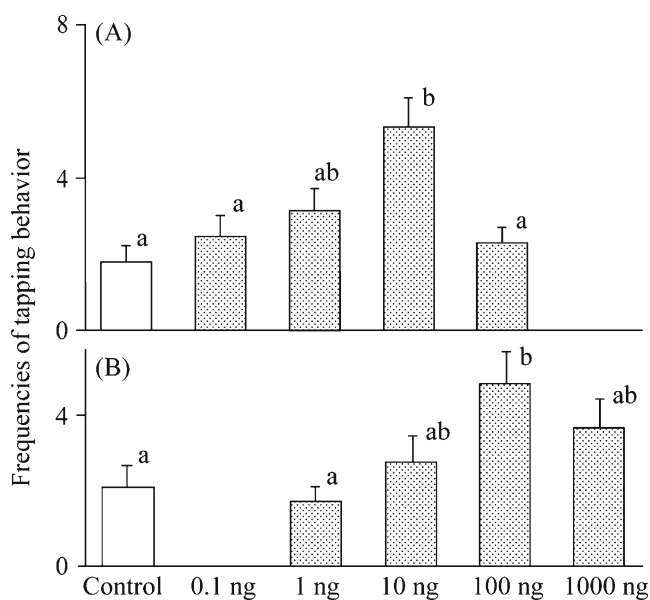 8
(A)
b
ab
4
a
a
a
0
Frequencies of tapping behavior
(B)
b
4
ab
ab
a
a
0
Control 0.1 ng 1 ng 10 ng 100 ng 1000 ng